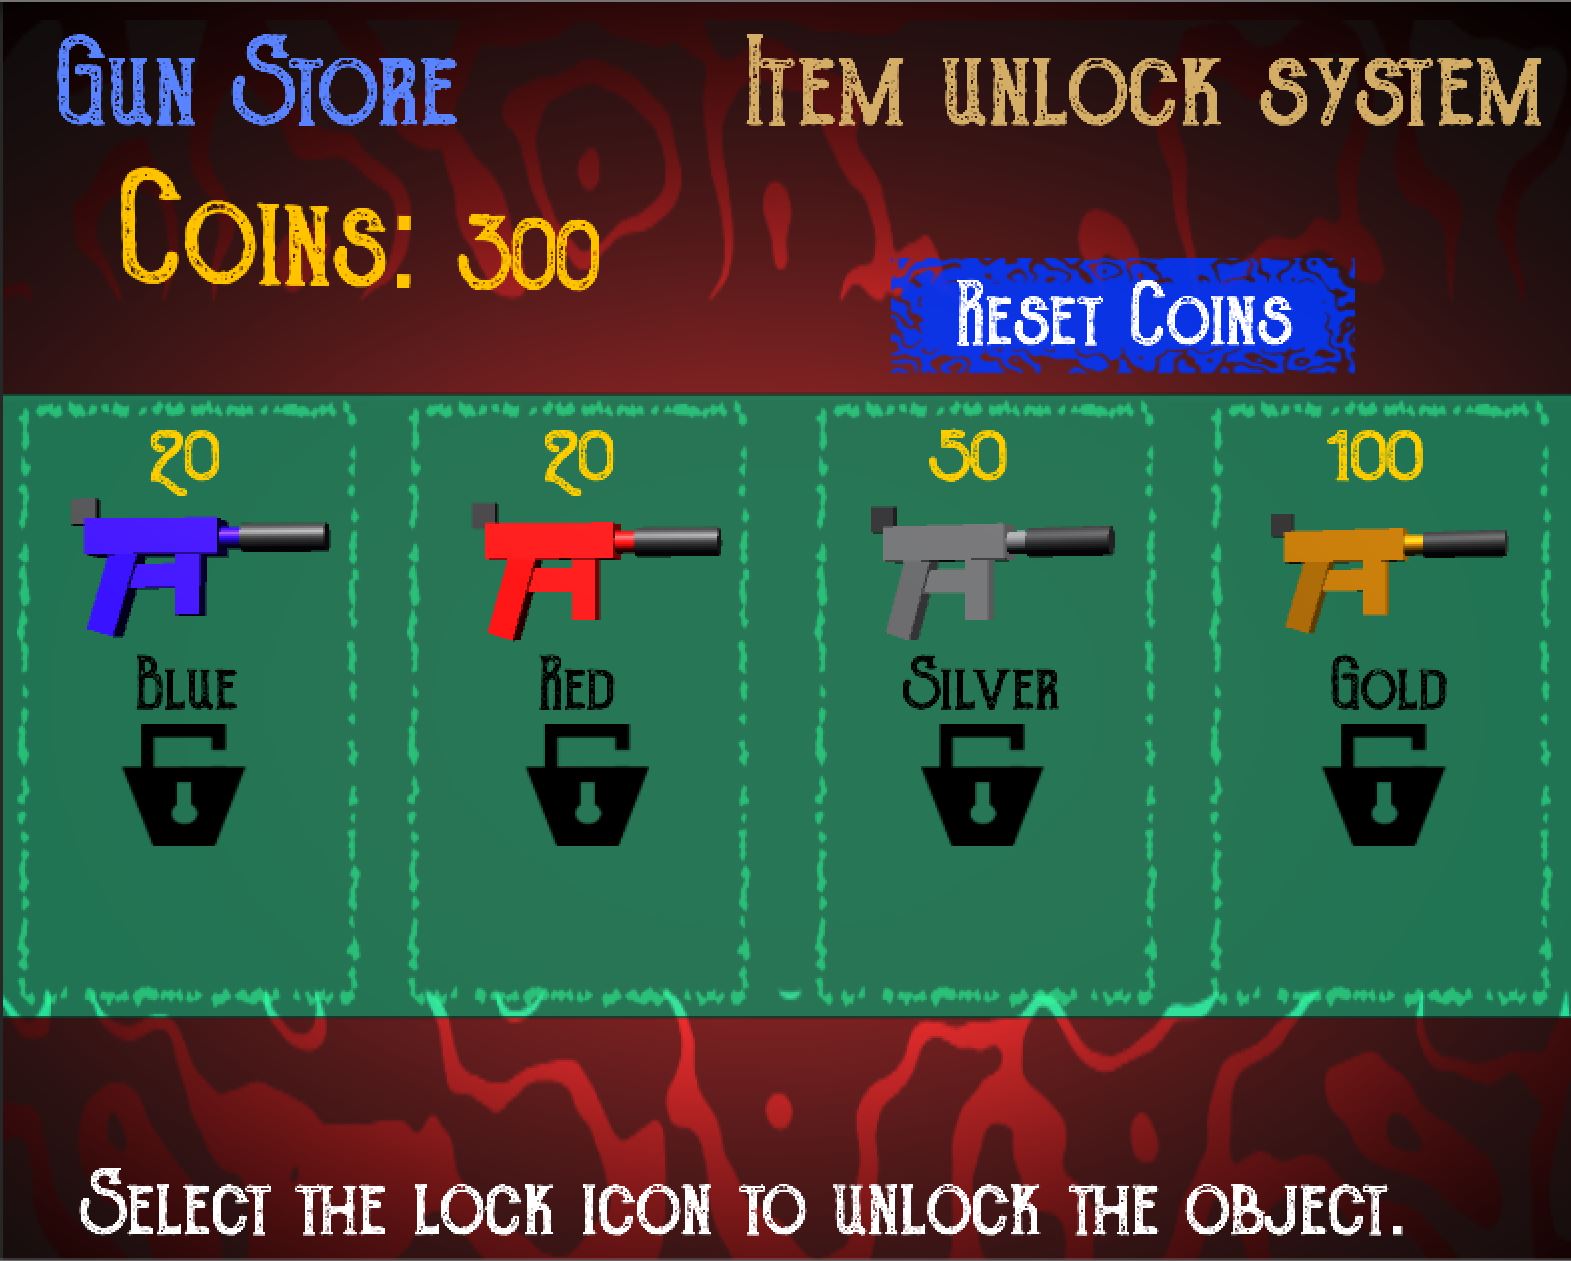 Gun Store
Item unlock system
Coins: 300
Reset Coins
20
20
50
100
Blue
Red
Silver
Gold
Select the lock icon to unlock the object.